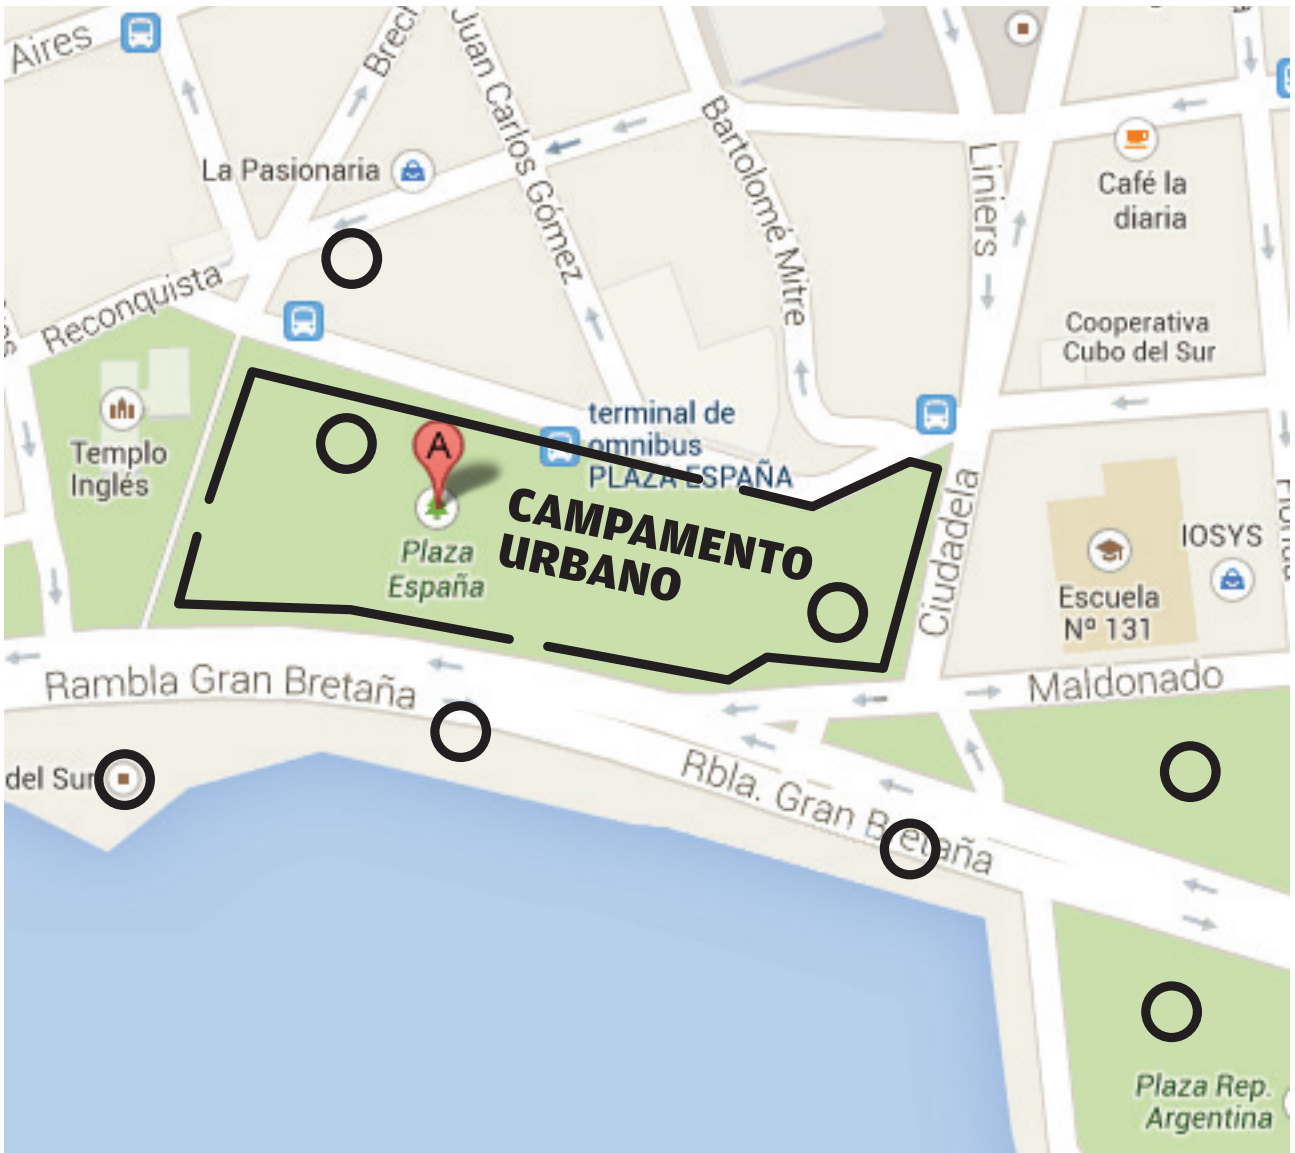 Aires
Brecl
Juan Carlos Gómez
La Pasionaria
Bartolomé Mitre
Liniers
Café la
diaria
Reconquista
Cooperativa
Cubo del Sur
Templo
Inglés
A
terminal de
omnibus
PLAZA ESPAÑA
CAMPAMENTO
URBANO
Plaza
España
Ciudadela
IOSYS
Escuela
Nº 131
Rambla Gran Bretaña
Maldonado
del Sur
Rbla. Gran Bretaña
Plaza Rep.
Argentina